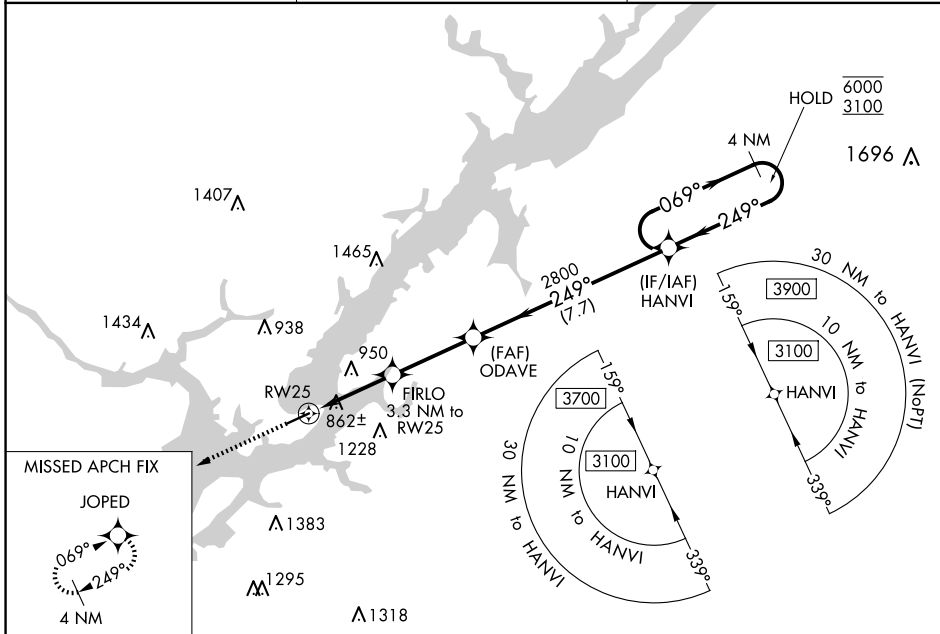 HOLD 6000
3100
4 NM
1696
069°
249°
1407
1465
2800
249°
(7.7)
(IF/IAF)
HANVI
1434
938
950
(FAF)
ODAVE
RW25
FIRLO
3.3 NM to
RW25
862±
1228
30 NM to HANVI (NoPT)
159°
3900
10 NM to HANVI
3100
HANVI
339°
159°
3700
30 NM to HANVI
10 NM to HANVI
3100
HANVI
339°
MISSED APCH FIX
JOPED
069°
249°
4 NM
1383
1295
1318